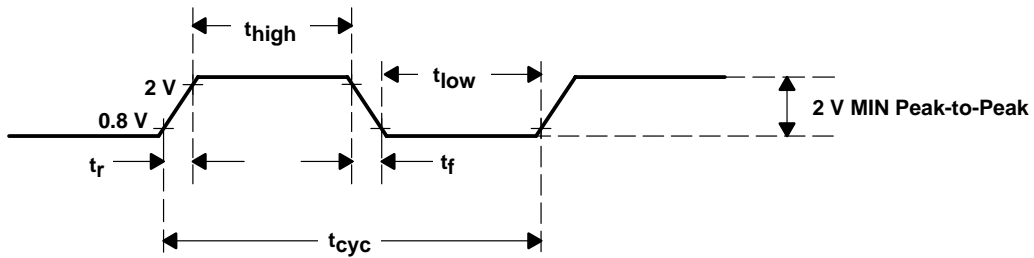 thigh
2 V
tlow
2 V MIN Peak-to-Peak
0.8 V
tr
tf
tcyc